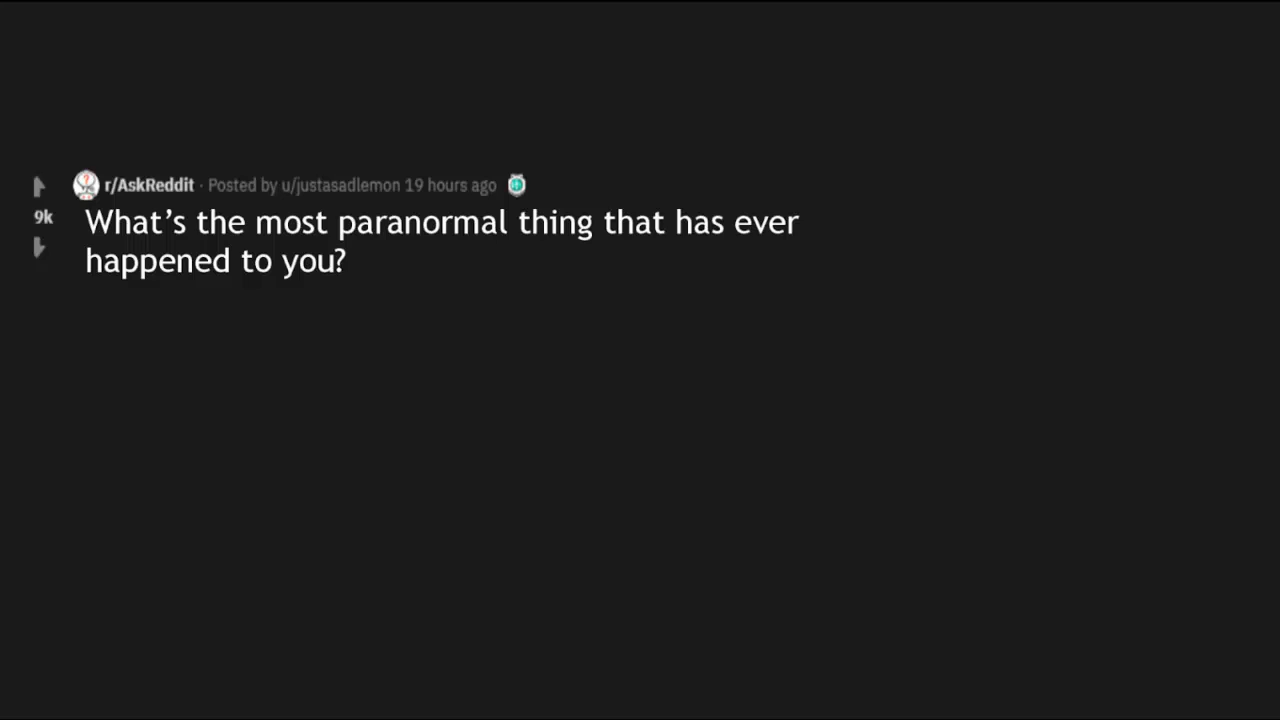 r/AskReddit · Posted by u/justasadlemon 19 hours ago
9k
What’s the most paranormal thing that has ever
happened to you?